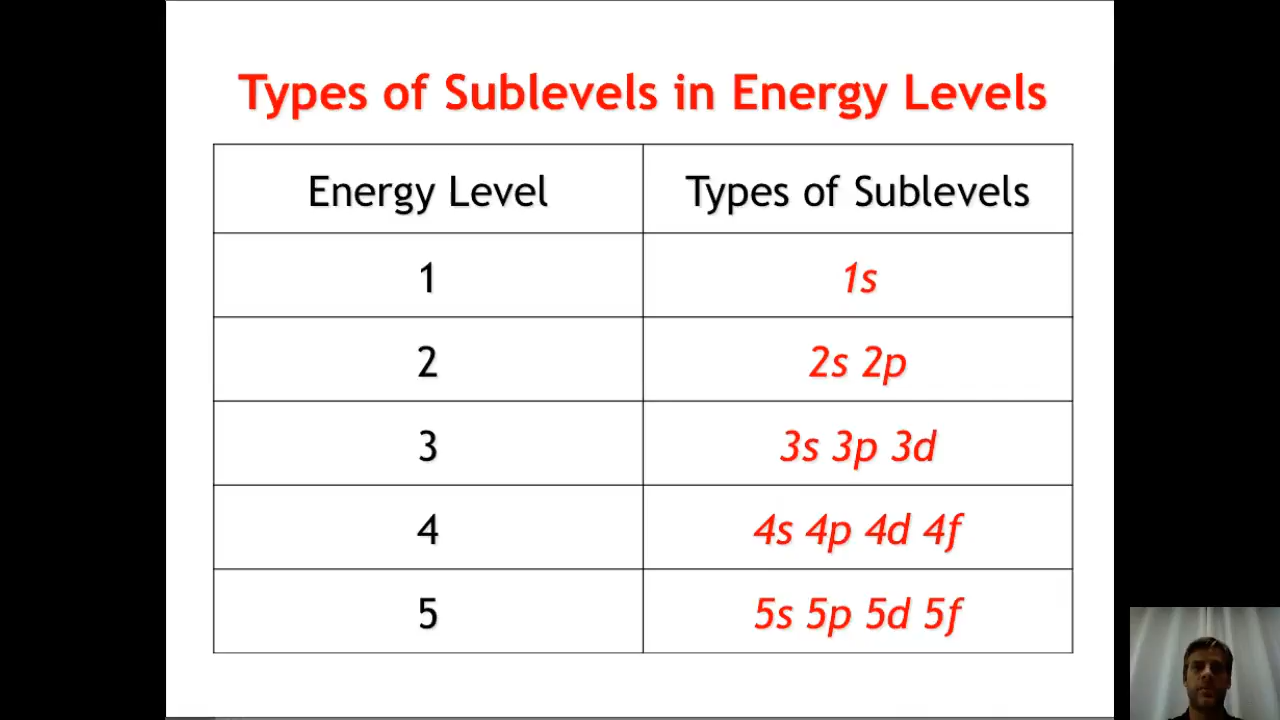 Types of Sublevels in Energy Levels
Energy Level Types of Sublevels
1 1s
2 2s 2p
3 3s 3p 3d
4 4s 4p 4d 4f
5 5s 5p 5d 5f